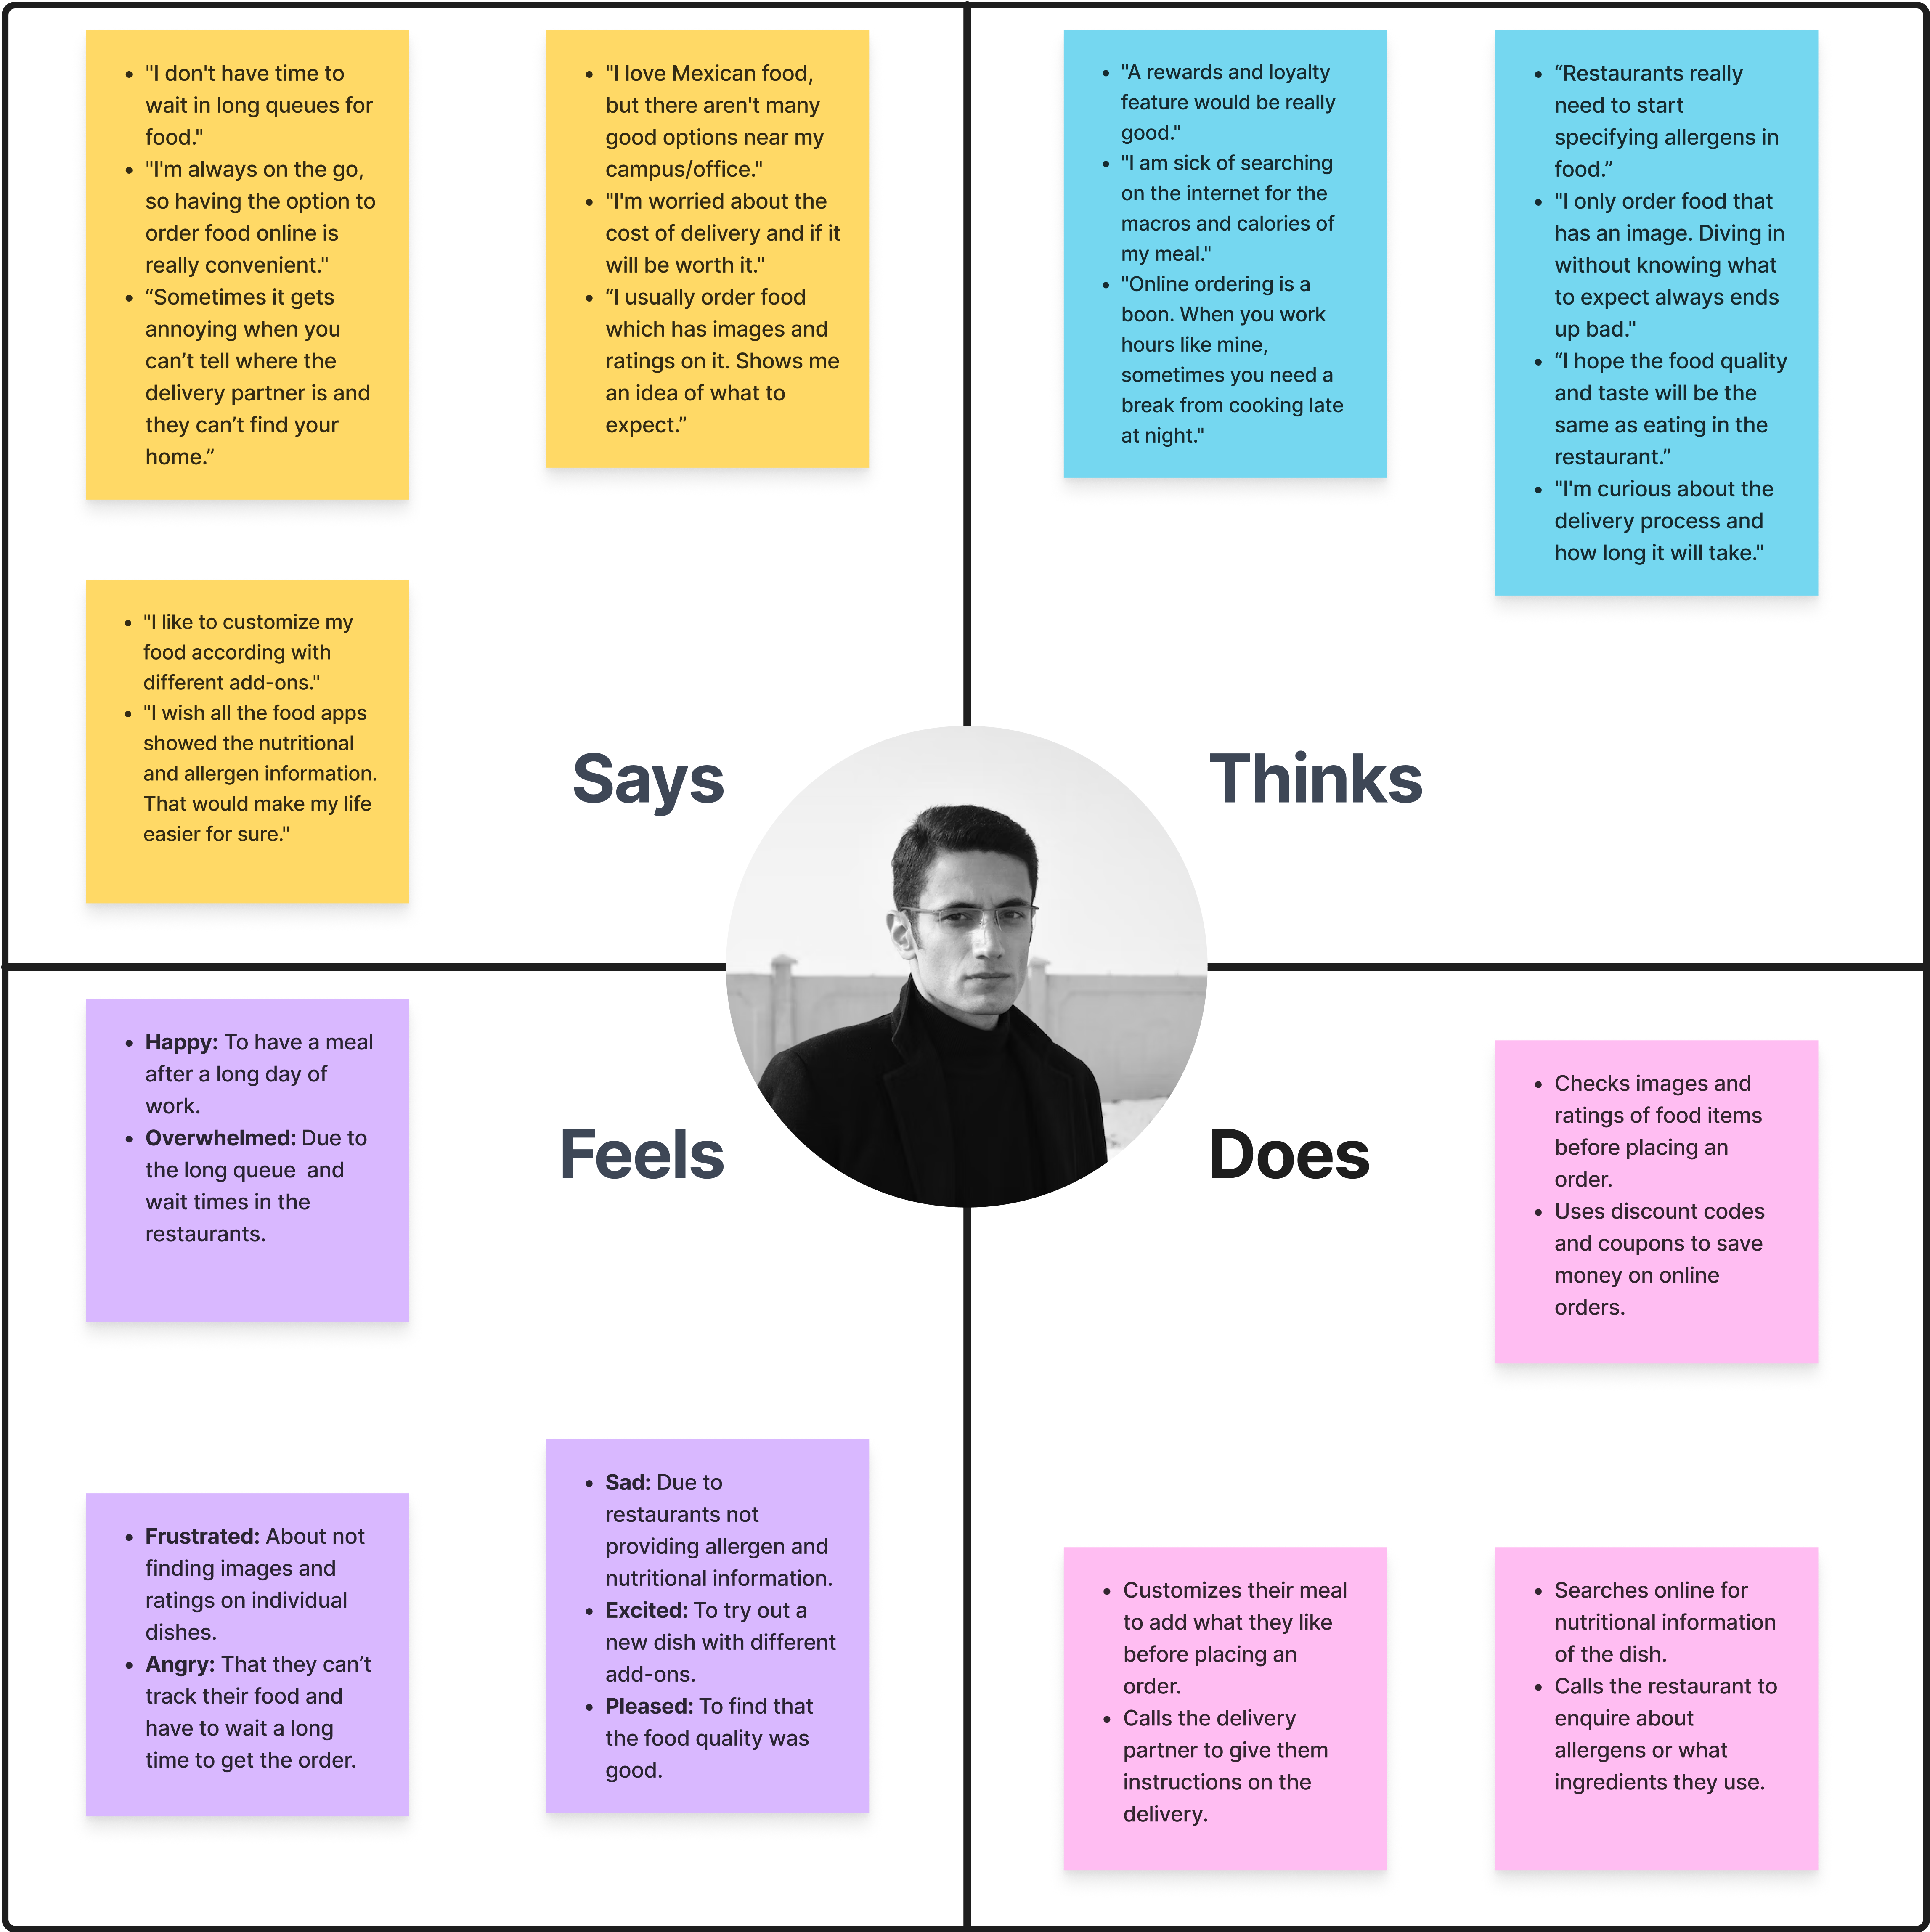 • "I don't have time to
wait in long queues for
food."
• "I'm always on the go,
so having the option to
order food online is
really convenient."
• “Sometimes it gets
annoying when you
can’t tell where the
delivery partner is and
they can’t find your
home.”
• "I love Mexican food,
but there aren't many
good options near my
campus/office."
• "I'm worried about the
cost of delivery and if it
will be worth it."
• “I usually order food
which has images and
ratings on it. Shows me
an idea of what to
expect.”
• "I like to customize my
food according with
different add-ons."
• "I wish all the food apps
showed the nutritional
and allergen information.
That would make my life
easier for sure."
Says
• "A rewards and loyalty
feature would be really
good."
• "I am sick of searching
on the internet for the
macros and calories of
my meal."
• "Online ordering is a
boon. When you work
hours like mine,
sometimes you need a
break from cooking late
at night."
• “Restaurants really
need to start
specifying allergens in
food.”
• "I only order food that
has an image. Diving in
without knowing what
to expect always ends
up bad."
• “I hope the food quality
and taste will be the
same as eating in the
restaurant.”
• "I'm curious about the
delivery process and
how long it will take."
Thinks
• Happy: To have a meal
after a long day of
work.
• Overwhelmed: Due to
the long queue and
wait times in the
restaurants.
Feels
• Frustrated: About not
finding images and
ratings on individual
dishes.
• Angry: That they can’t
track their food and
have to wait a long
time to get the order.
• Sad: Due to
restaurants not
providing allergen and
nutritional information.
• Excited: To try out a
new dish with different
add-ons.
• Pleased: To find that
the food quality was
good.
Does
• Checks images and
ratings of food items
before placing an
order.
• Uses discount codes
and coupons to save
money on online
orders.
• Customizes their meal
to add what they like
before placing an
order.
• Calls the delivery
partner to give them
instructions on the
delivery.
• Searches online for
nutritional information
of the dish.
• Calls the restaurant to
enquire about
allergens or what
ingredients they use.